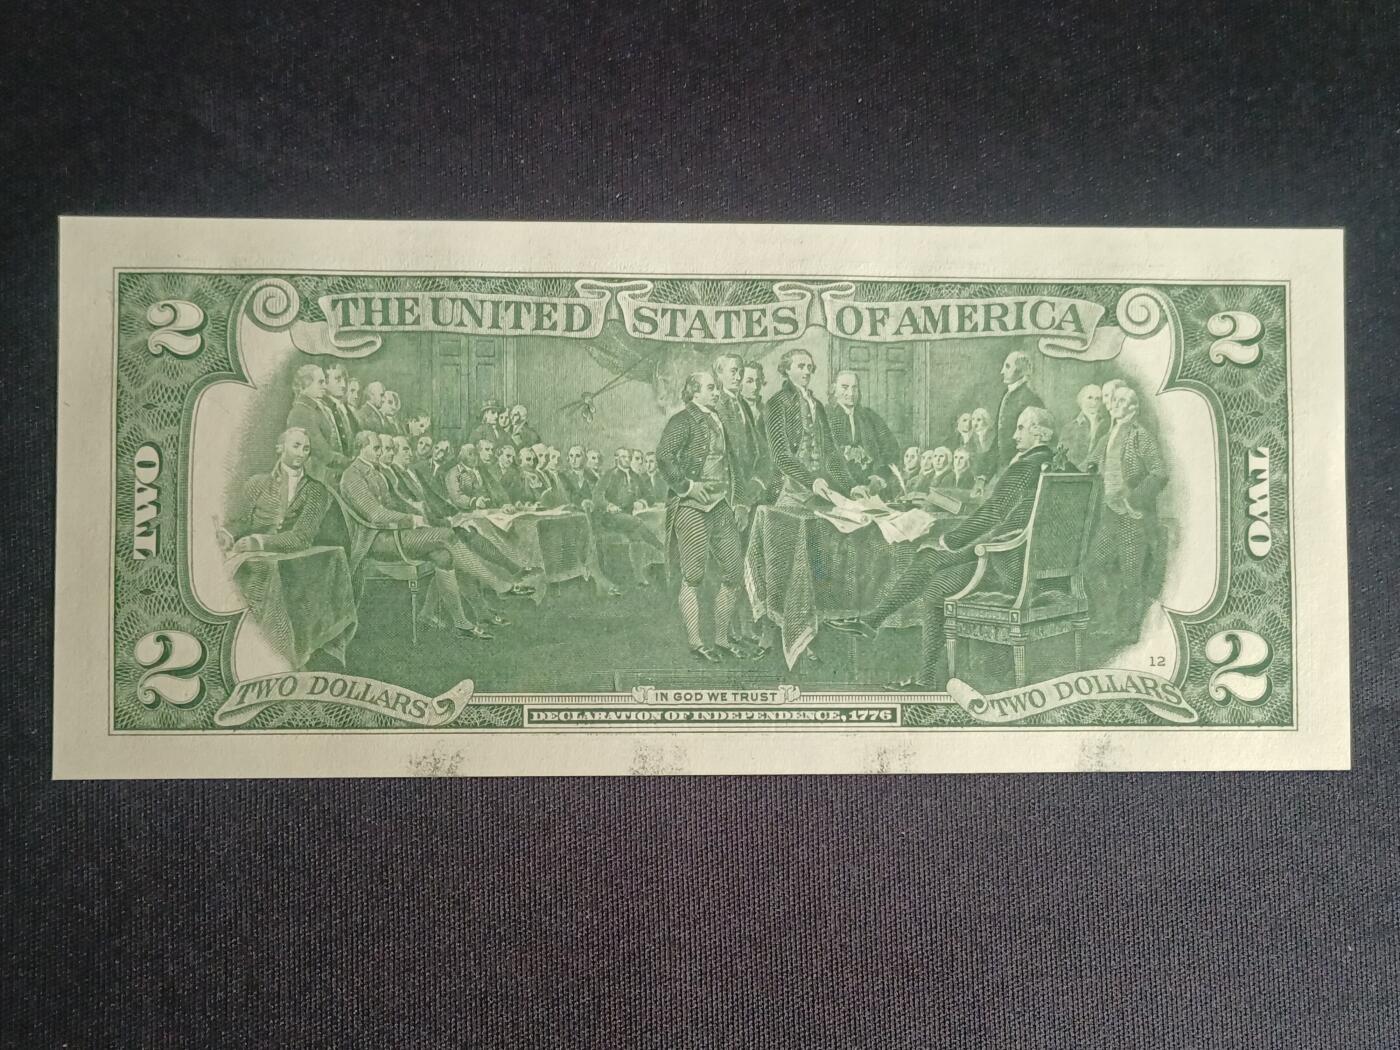 2 THE UNITED STATES OF AMERICA 2
TWO
TWO
12
2 TWO DOLLARS IN GOD WE TRUST TWO DOLLARS 2
DECLARATION OF INDEPENDENCE, 1776